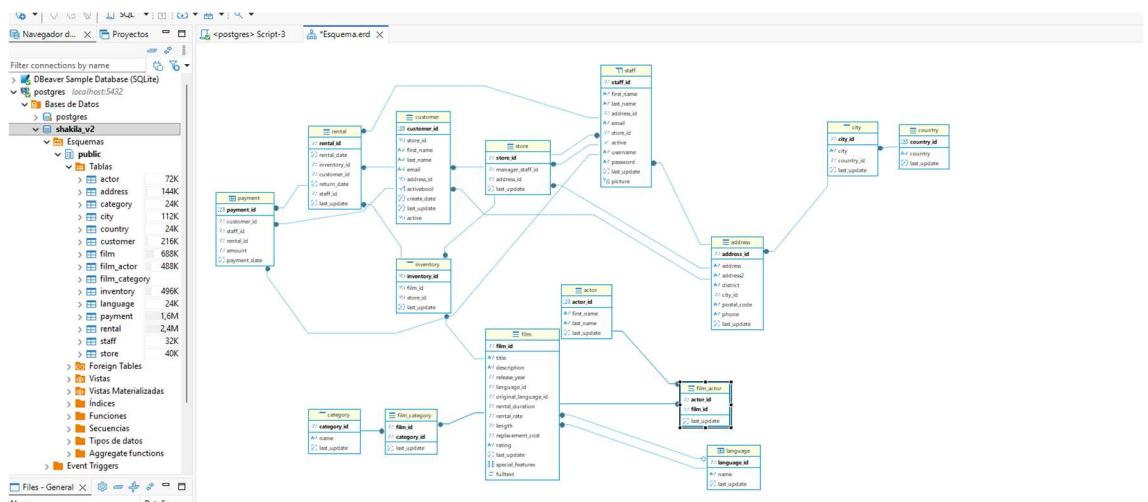 SQL
Navegador d...
Proyectos
<postgres> Script-3
*Esquema.erd
Filter connections by name
DBeaver Sample Database (SQLite)
postgres localhost:5432
Bases de Datos
postgres
shakila_v2
Esquemas
public
Tablas
actor 72K
address 144K
category 24K
city 112K
country 24K
customer 216K
film 688K
film_actor 488K
film_category
inventory 496K
language 24K
payment 1,6M
rental 2,4M
staff 32K
store 40K
Foreign Tables
Vistas
Vistas Materializadas
Índices
Funciones
Secuencias
Tipos de datos
Aggregate functions
Event Triggers
Files - General
staff
staff_id
first_name
last_name
address_id
email
store_id
active
username
password
last_update
picture
customer
customer_id
store_id
first_name
last_name
email
address_id
activebool
create_date
last_update
active
rental
rental_id
rental_date
inventory_id
customer_id
return_date
staff_id
last_update
store
store_id
manager_staff_id
address_id
last_update
city
city_id
city
country_id
last_update
country
country_id
country
last_update
payment
payment_id
customer_id
staff_id
rental_id
amount
payment_date
address
address_id
address
address2
district
city_id
postal_code
phone
last_update
inventory
inventory_id
film_id
store_id
last_update
actor
actor_id
first_name
last_name
last_update
film
film_id
title
description
release_year
language_id
original_language_id
rental_duration
rental_rate
length
replacement_cost
rating
last_update
special_features
fulltext
film_actor
actor_id
film_id
last_update
category
category_id
name
last_update
film_category
film_id
category_id
last_update
language
language_id
name
last_update